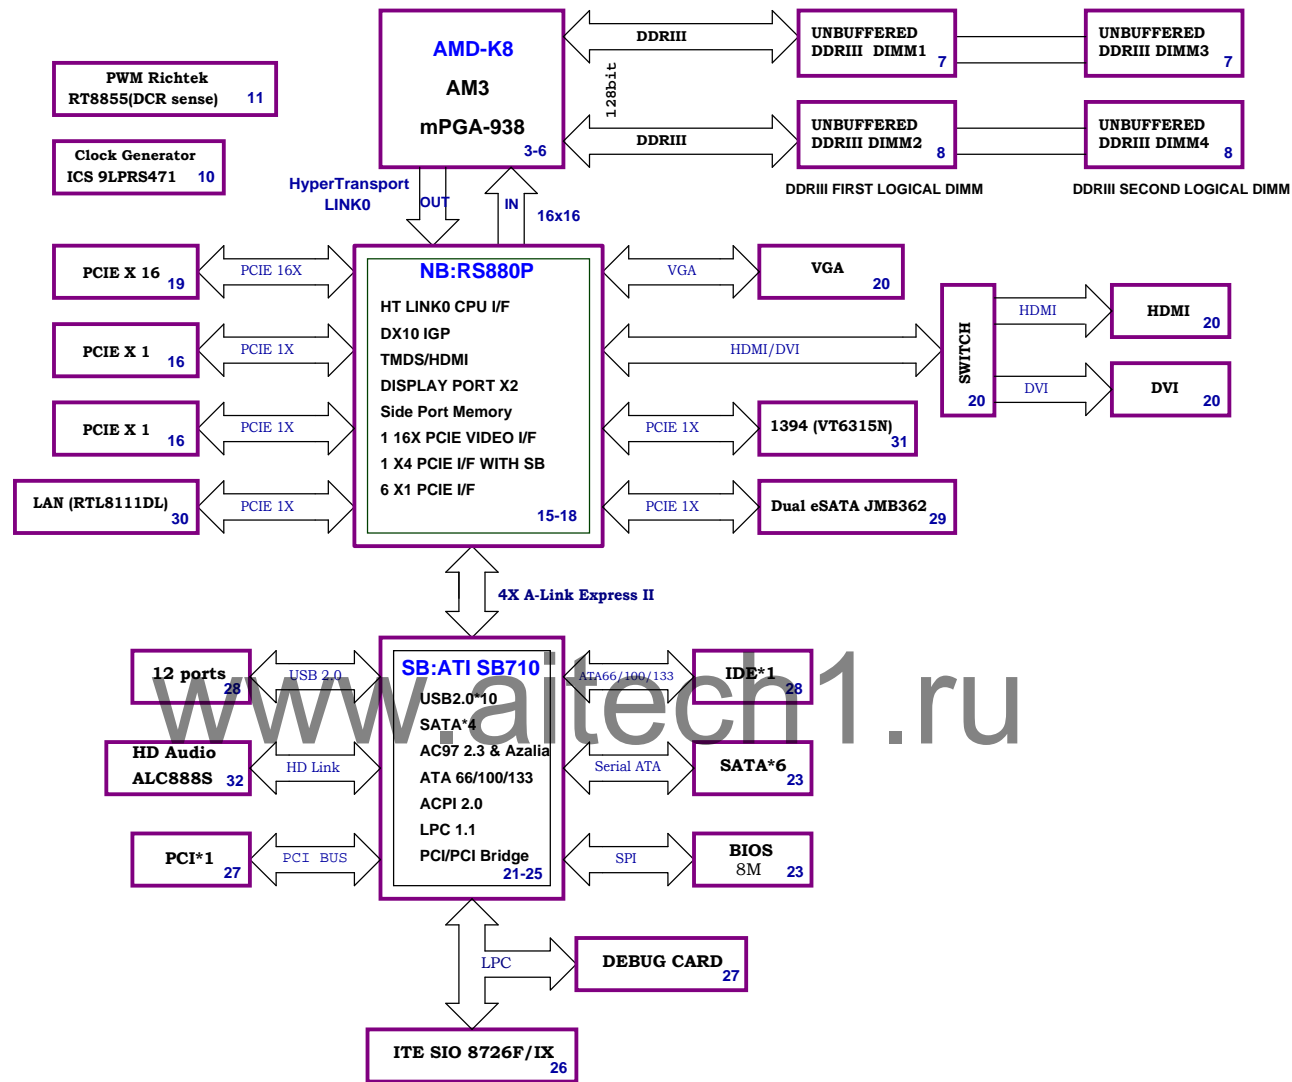 AMD-K8
AM3
mPGA-938
3-6
DDRIII
128bit
DDRIII
UNBUFFERED
DDRIII DIMM1
7
UNBUFFERED
DDRIII DIMM3
7
UNBUFFERED
DDRIII DIMM2
8
UNBUFFERED
DDRIII DIMM4
8
DDRIII FIRST LOGICAL DIMM
DDRIII SECOND LOGICAL DIMM
PWM Richtek
RT8855(DCR sense)
11
Clock Generator
ICS 9LPRS471
10
HyperTransport
LINK0
OUT
IN
16x16
PCIE X 16
19
PCIE 16X
PCIE X 1
16
PCIE 1X
PCIE X 1
16
PCIE 1X
LAN (RTL8111DL)
30
PCIE 1X
NB:RS880P
HT LINK0 CPU I/F
DX10 IGP
TMDS/HDMI
DISPLAY PORT X2
Side Port Memory
1 16X PCIE VIDEO I/F
1 X4 PCIE I/F WITH SB
6 X1 PCIE I/F
15-18
VGA
VGA
20
HDMI/DVI
SWITCH
20
HDMI
HDMI
20
DVI
DVI
20
PCIE 1X
1394 (VT6315N)
31
PCIE 1X
Dual eSATA JMB362
29
4X A-Link Express II
12 ports
28
USB 2.0
HD Audio
ALC888S
32
HD Link
PCI*1
27
PCI BUS
SB:ATI SB710
USB2.0*10
SATA*4
AC97 2.3 & Azalia
ATA 66/100/133
ACPI 2.0
LPC 1.1
PCI/PCI Bridge
21-25
ATA66/100/133
IDE*1
28
Serial ATA
SATA*6
23
SPI
BIOS
8M
23
www.aitech1.ru
LPC
DEBUG CARD
27
ITE SIO 8726F/IX
26